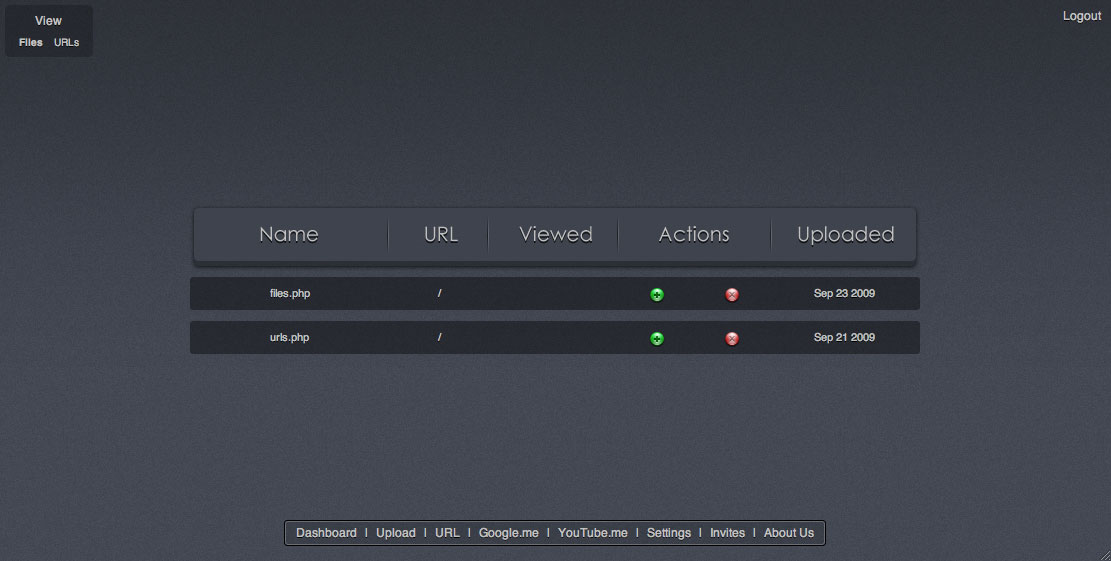 View
Files URLs
Logout
Name URL Viewed Actions Uploaded
files.php / Sep 23 2009
urls.php / Sep 21 2009
Dashboard | Upload | URL | Google.me | YouTube.me | Settings | Invites | About Us